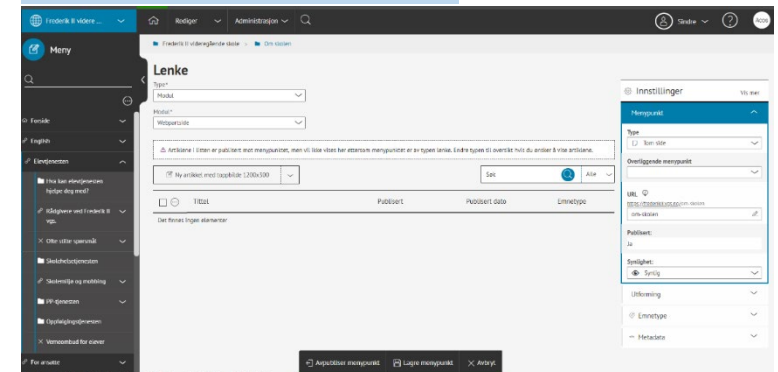 Frederik II videre ...
Rediger
Administrasjon
Sindre
Acos
Meny
Frederik II videregående skole
Om skolen
Lenke
Type*
Modul
Modul*
Webportside
Artiklene i listen er publisert mot menypunktet, men vil ikke vises her ettersom menypunktet er av typen lenke. Endre typen til oversikt hvis du ønsker å vise artiklene.
Ny artikkel med toppbilde 1200x500
Søk
Alle
Tittel
Publisert
Publisert dato
Emnetype
Det finnes ingen elementer
Forside
English
Elevtjenesten
Hva kan elevtjenesten
hjelpe deg med?
Rådgivere ved Frederik II
vgs.
Ofte stilte spørsmål
Skolehelsetjenesten
Skolemiljø og mobbing
PP-tjenesten
Oppfølgingstjenesten
Verneombud for elever
For ansatte
Innstillinger
Vis mer
Menypunkt
Type
Tom side
Overliggende menypunkt
URL
om-skolen
Publisert:
Ja
Synlighet:
Synlig
Utforming
Emnetype
Metadata
Avpubliser menypunkt
Lagre menypunkt
Avbryt